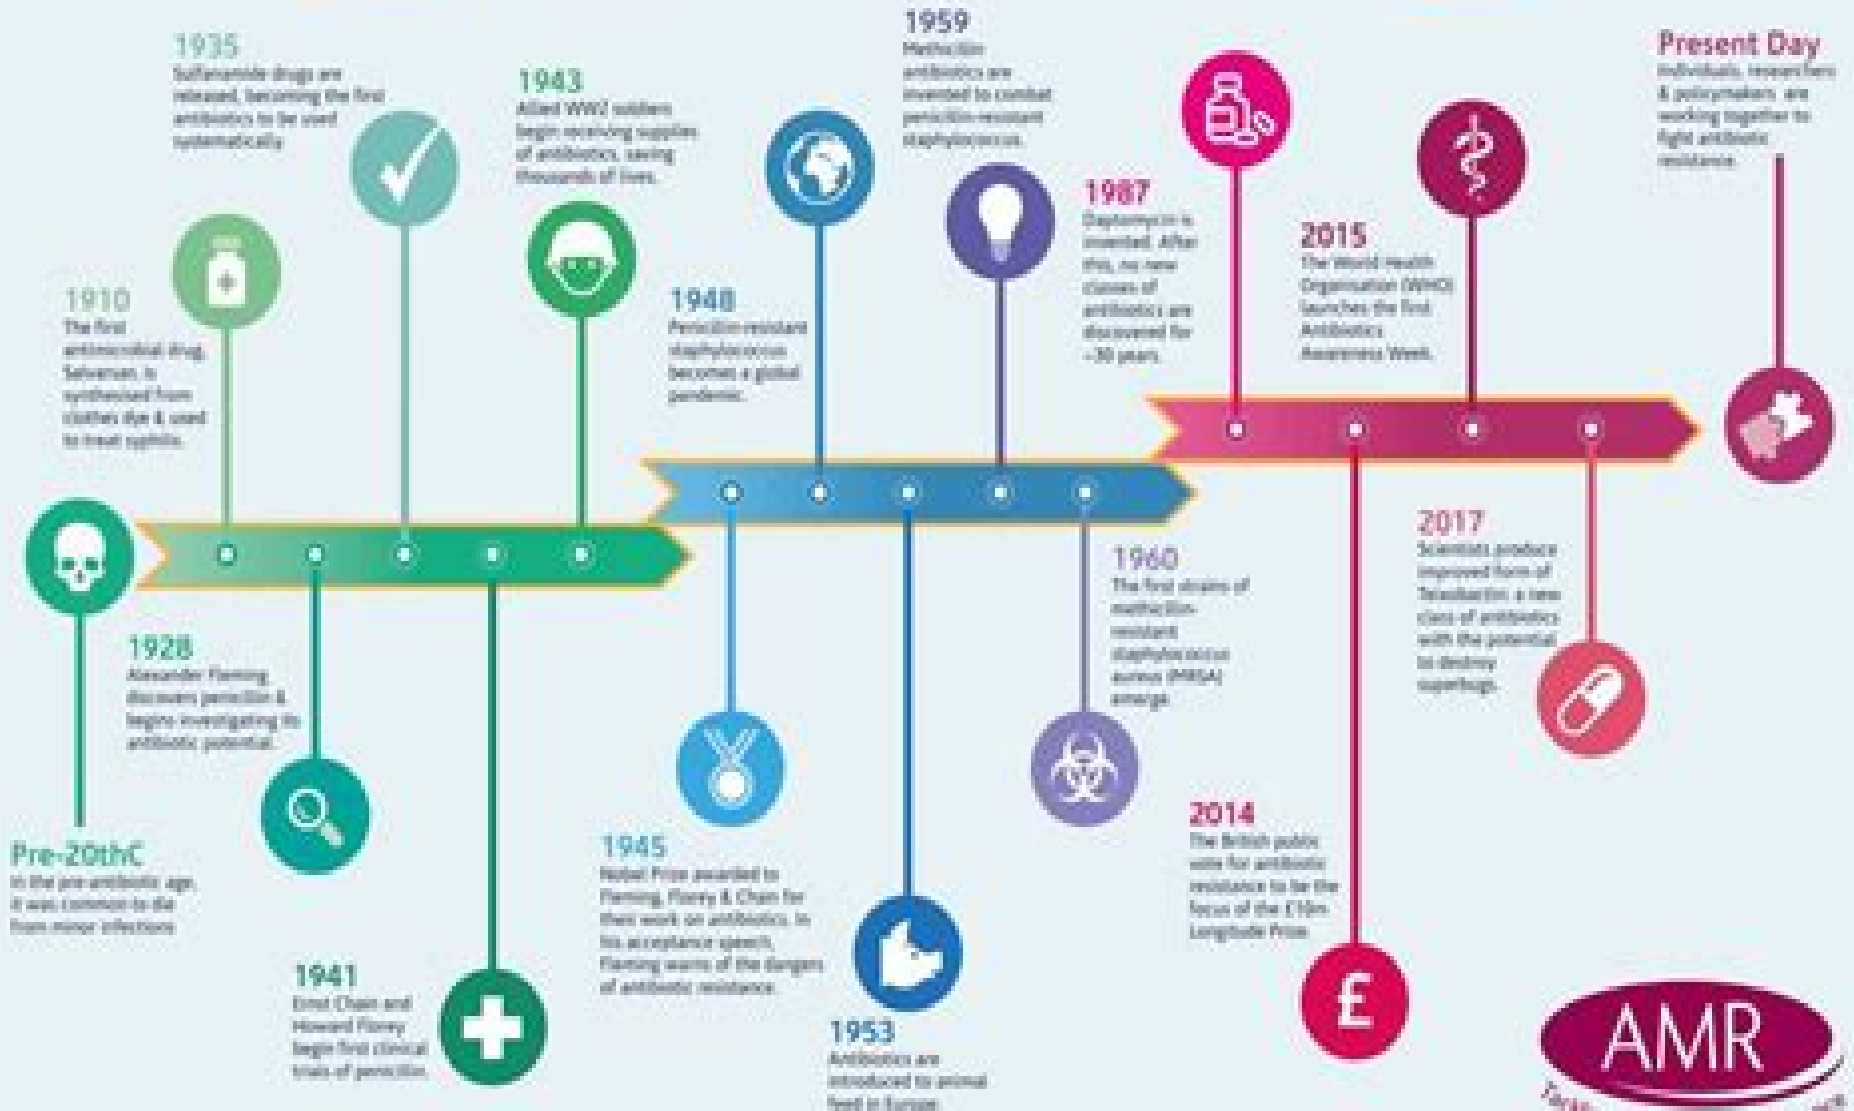 1935
Sulfanamide drugs are
released, becoming the first
antibiotics to be used
systematically.
1943
Allied WW2 soldiers
begin receiving supplies
of antibiotics, saving
thousands of lives.
1959
Methicillin
antibiotics are
invented to combat
penicillin-resistant
staphylococcus.
Present Day
Individuals, researchers
& policymakers are
working together to
fight antibiotic
resistance.
1987
Daptomycin is
invented. After
this, no new
classes of
antibiotics are
discovered for
~30 years.
2015
The World Health
Organisation (WHO)
launches the first
Antibiotics
Awareness Week.
1910
The first
antimicrobial drug,
Salvarsan, is
synthesised from
clothes dye & used
to treat syphilis.
1948
Penicillin-resistant
staphylococcus
becomes a global
pandemic.
2017
Scientists produce
improved form of
Teixobactin: a new
class of antibiotics
with the potential
to destroy
superbugs.
1960
The first strains of
methicillin-
resistant
staphylococcus
aureus (MRSA)
emerge.
1928
Alexander Fleming
discovers penicillin &
begins investigating its
antibiotic potential.
2014
The British public
vote for antibiotic
resistance to be the
focus of the £10m
Longitude Prize.
Pre-20thC
In the pre-antibiotic age,
it was common to die
from minor infections
1945
Nobel Prize awarded to
Fleming, Florey & Chain for
their work on antibiotics. In
his acceptance speech,
Fleming warns of the dangers
of antibiotic resistance.
1941
Ernst Chain and
Howard Florey
begin first clinical
trials of penicillin.
£
1953
Antibiotics are
introduced to animal
feed in Europe.
AMR